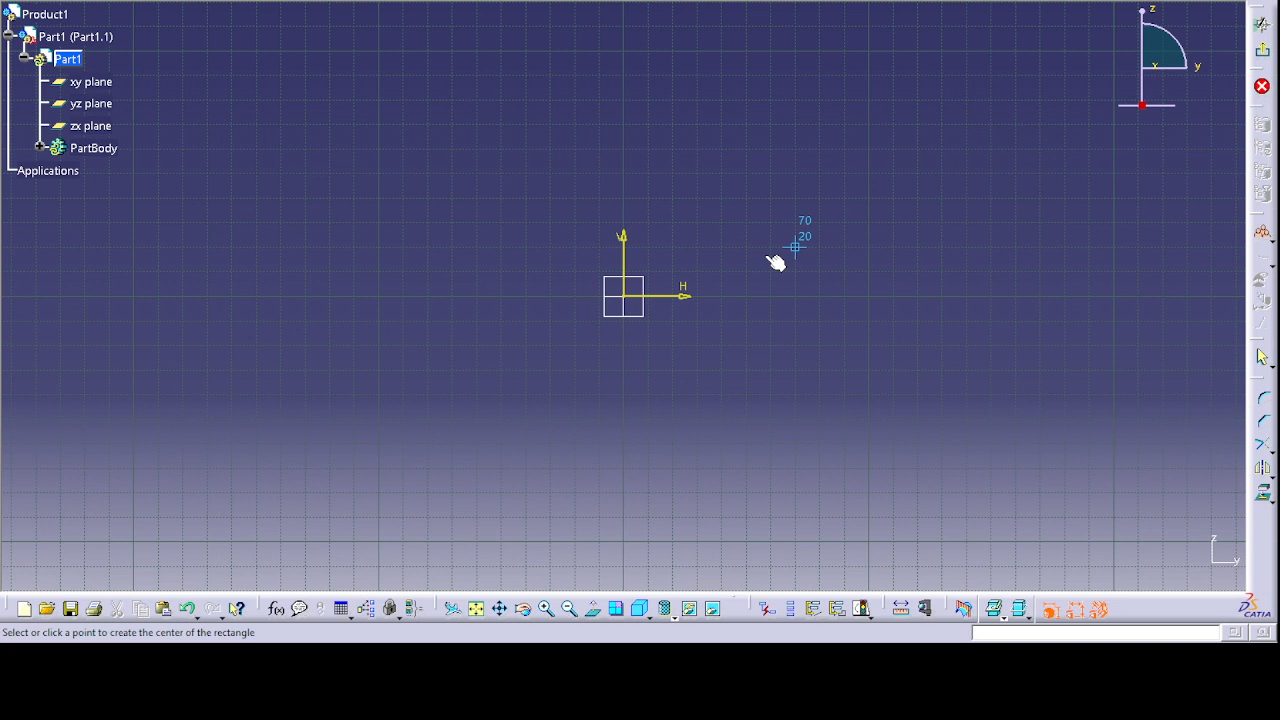 Product1
Part1 (Part1.1)
Part1
xy plane
yz plane
zx plane
PartBody
Applications
z
x
y
70
20
V
H
z
y
f(x)
CATIA
Select or click a point to create the center of the rectangle